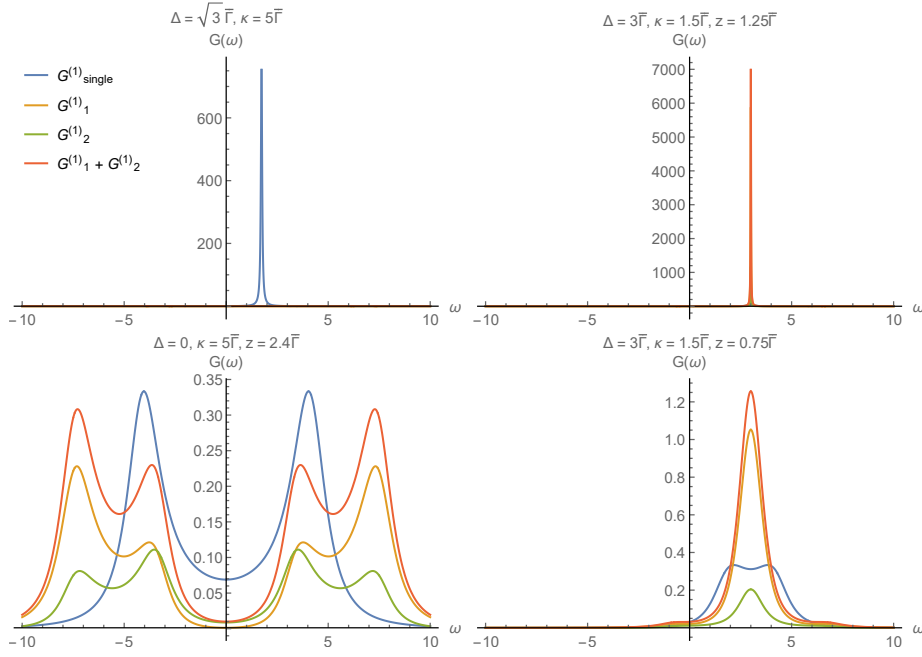 Δ = √3 Γ̅, κ = 5Γ̅
G(ω)
G⁽¹⁾single
G⁽¹⁾1
G⁽¹⁾2
G⁽¹⁾1 + G⁽¹⁾2
600
400
200
-10
-5
5
10
ω
Δ = 3Γ̅, κ = 1.5Γ̅, z = 1.25Γ̅
G(ω)
7000
6000
5000
4000
3000
2000
1000
-10
-5
5
10
ω
Δ = 0, κ = 5Γ̅, z = 2.4Γ̅
G(ω)
0.35
0.30
0.25
0.20
0.15
0.10
0.05
-10
-5
5
10
ω
Δ = 3Γ̅, κ = 1.5Γ̅, z = 0.75Γ̅
G(ω)
1.2
1.0
0.8
0.6
0.4
0.2
-10
-5
5
10
ω